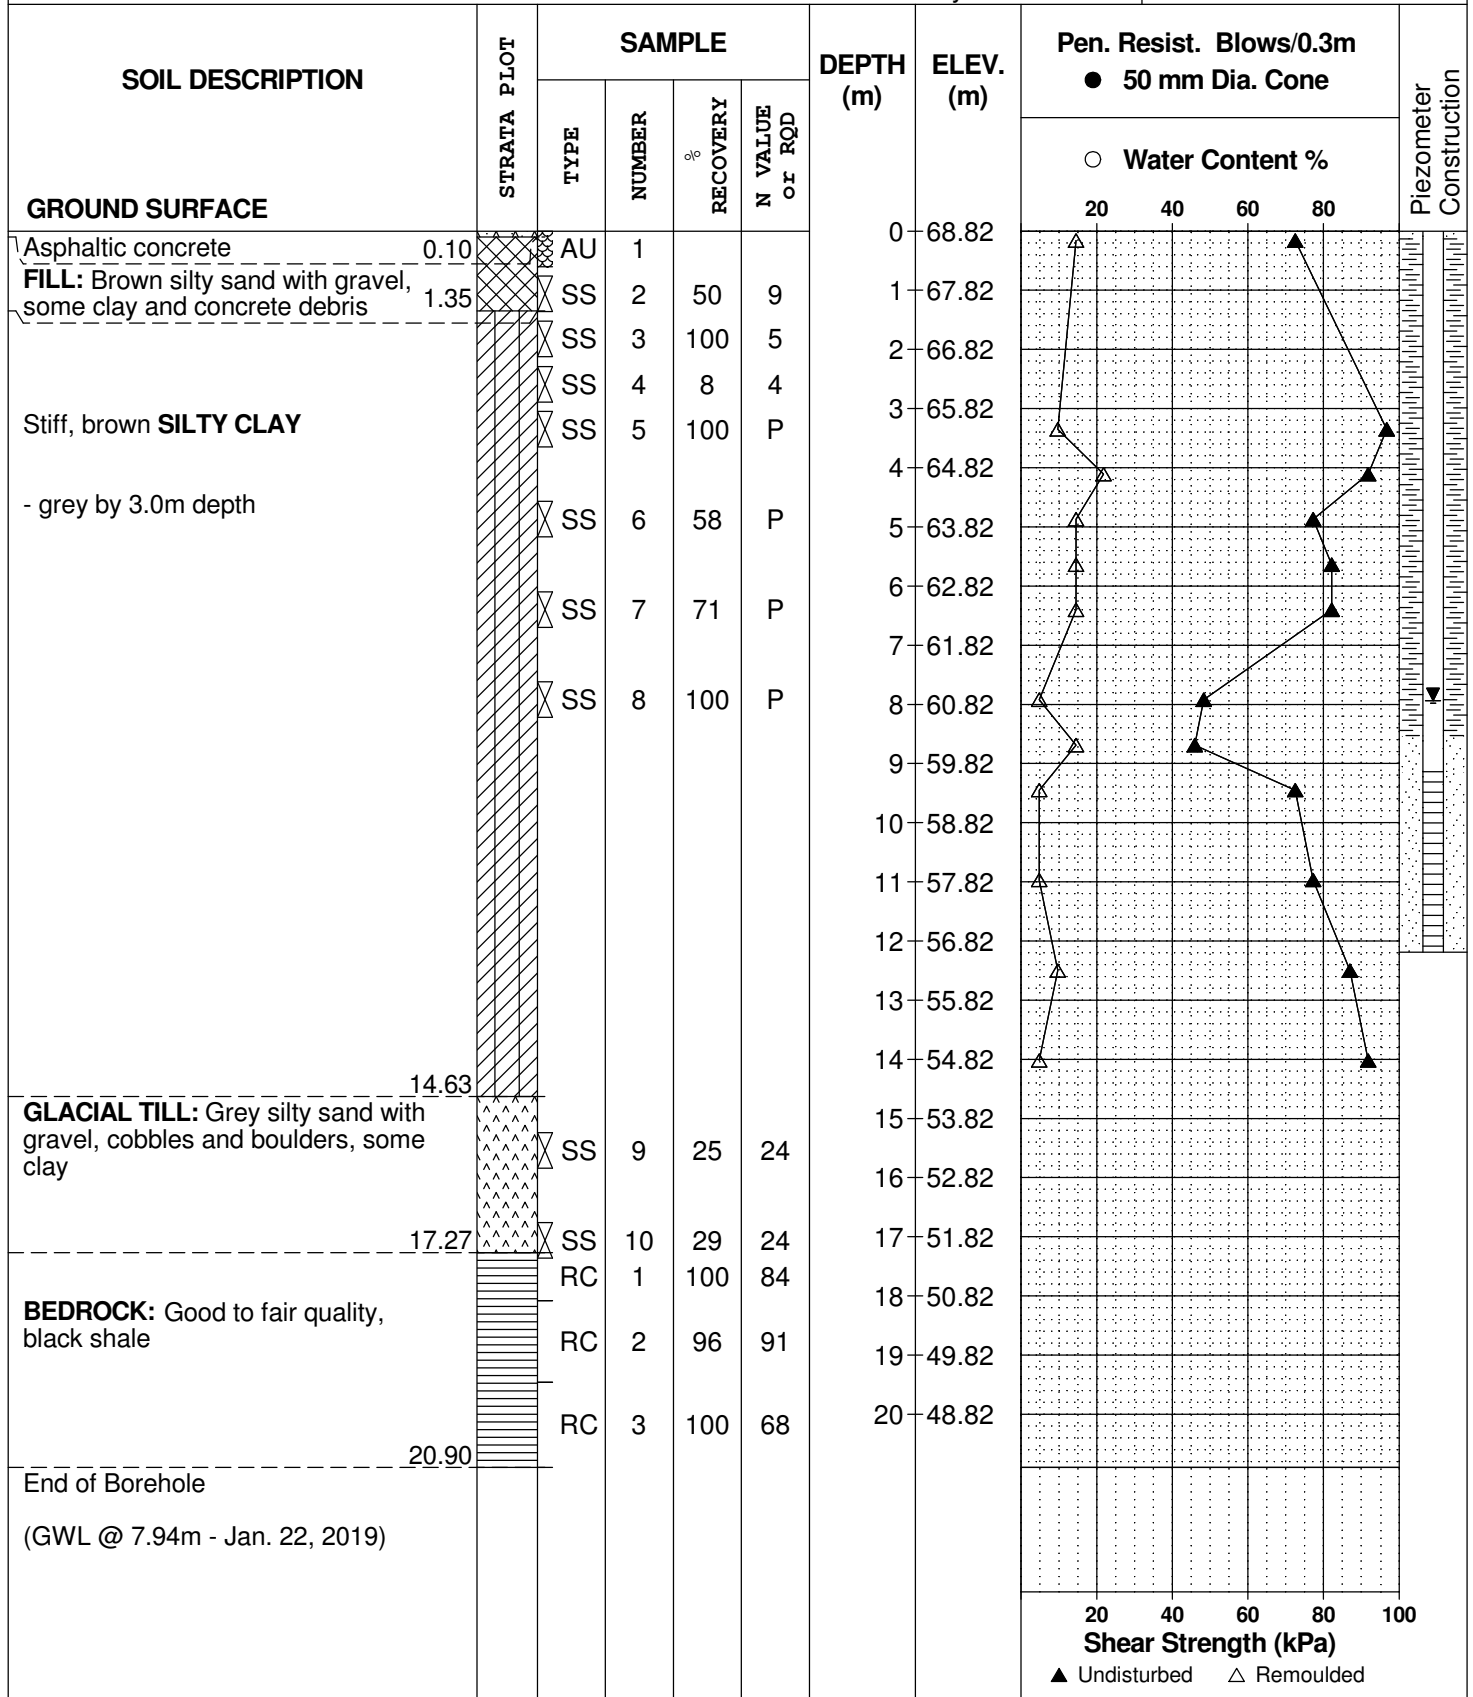 SOIL DESCRIPTION
GROUND SURFACE
STRATA PLOT
SAMPLE
TYPE
NUMBER
% RECOVERY
N VALUE or RQD
DEPTH (m)
ELEV. (m)
Pen. Resist. Blows/0.3m
● 50 mm Dia. Cone
○ Water Content %
20 40 60 80
Piezometer Construction
Asphaltic concrete 0.10
FILL: Brown silty sand with gravel,
some clay and concrete debris 1.35
Stiff, brown SILTY CLAY
- grey by 3.0m depth
14.63
GLACIAL TILL: Grey silty sand with
gravel, cobbles and boulders, some
clay
17.27
BEDROCK: Good to fair quality,
black shale
20.90
End of Borehole
(GWL @ 7.94m - Jan. 22, 2019)
AU 1
SS 2 50 9
SS 3 100 5
SS 4 8 4
SS 5 100 P
SS 6 58 P
SS 7 71 P
SS 8 100 P
SS 9 25 24
SS 10 29 24
RC 1 100 84
RC 2 96 91
RC 3 100 68
0 68.82
1 67.82
2 66.82
3 65.82
4 64.82
5 63.82
6 62.82
7 61.82
8 60.82
9 59.82
10 58.82
11 57.82
12 56.82
13 55.82
14 54.82
15 53.82
16 52.82
17 51.82
18 50.82
19 49.82
20 48.82
20 40 60 80 100
Shear Strength (kPa)
▲ Undisturbed △ Remoulded